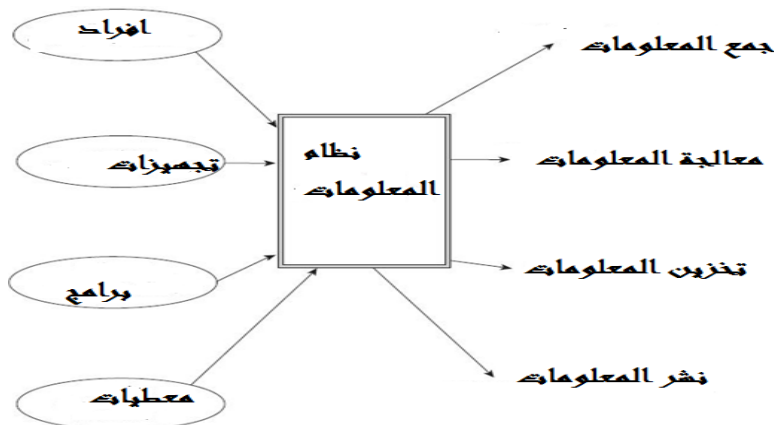 افراد
جمع المعلومات
تجهيزات
نظام
المعلومات
معالجة المعلومات
برامج
تخزين المعلومات
معطيات
نشر المعلومات